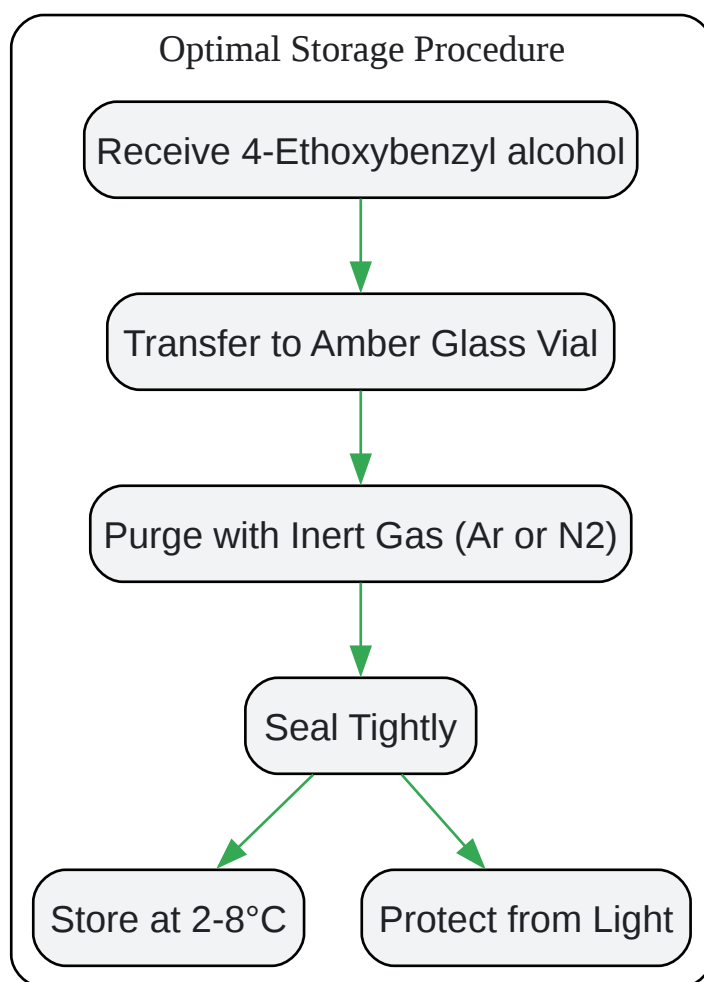 Optimal Storage Procedure
Receive 4-Ethoxybenzyl alcohol
Transfer to Amber Glass Vial
Purge with Inert Gas (Ar or N2)
Seal Tightly
Store at 2-8°C
Protect from Light